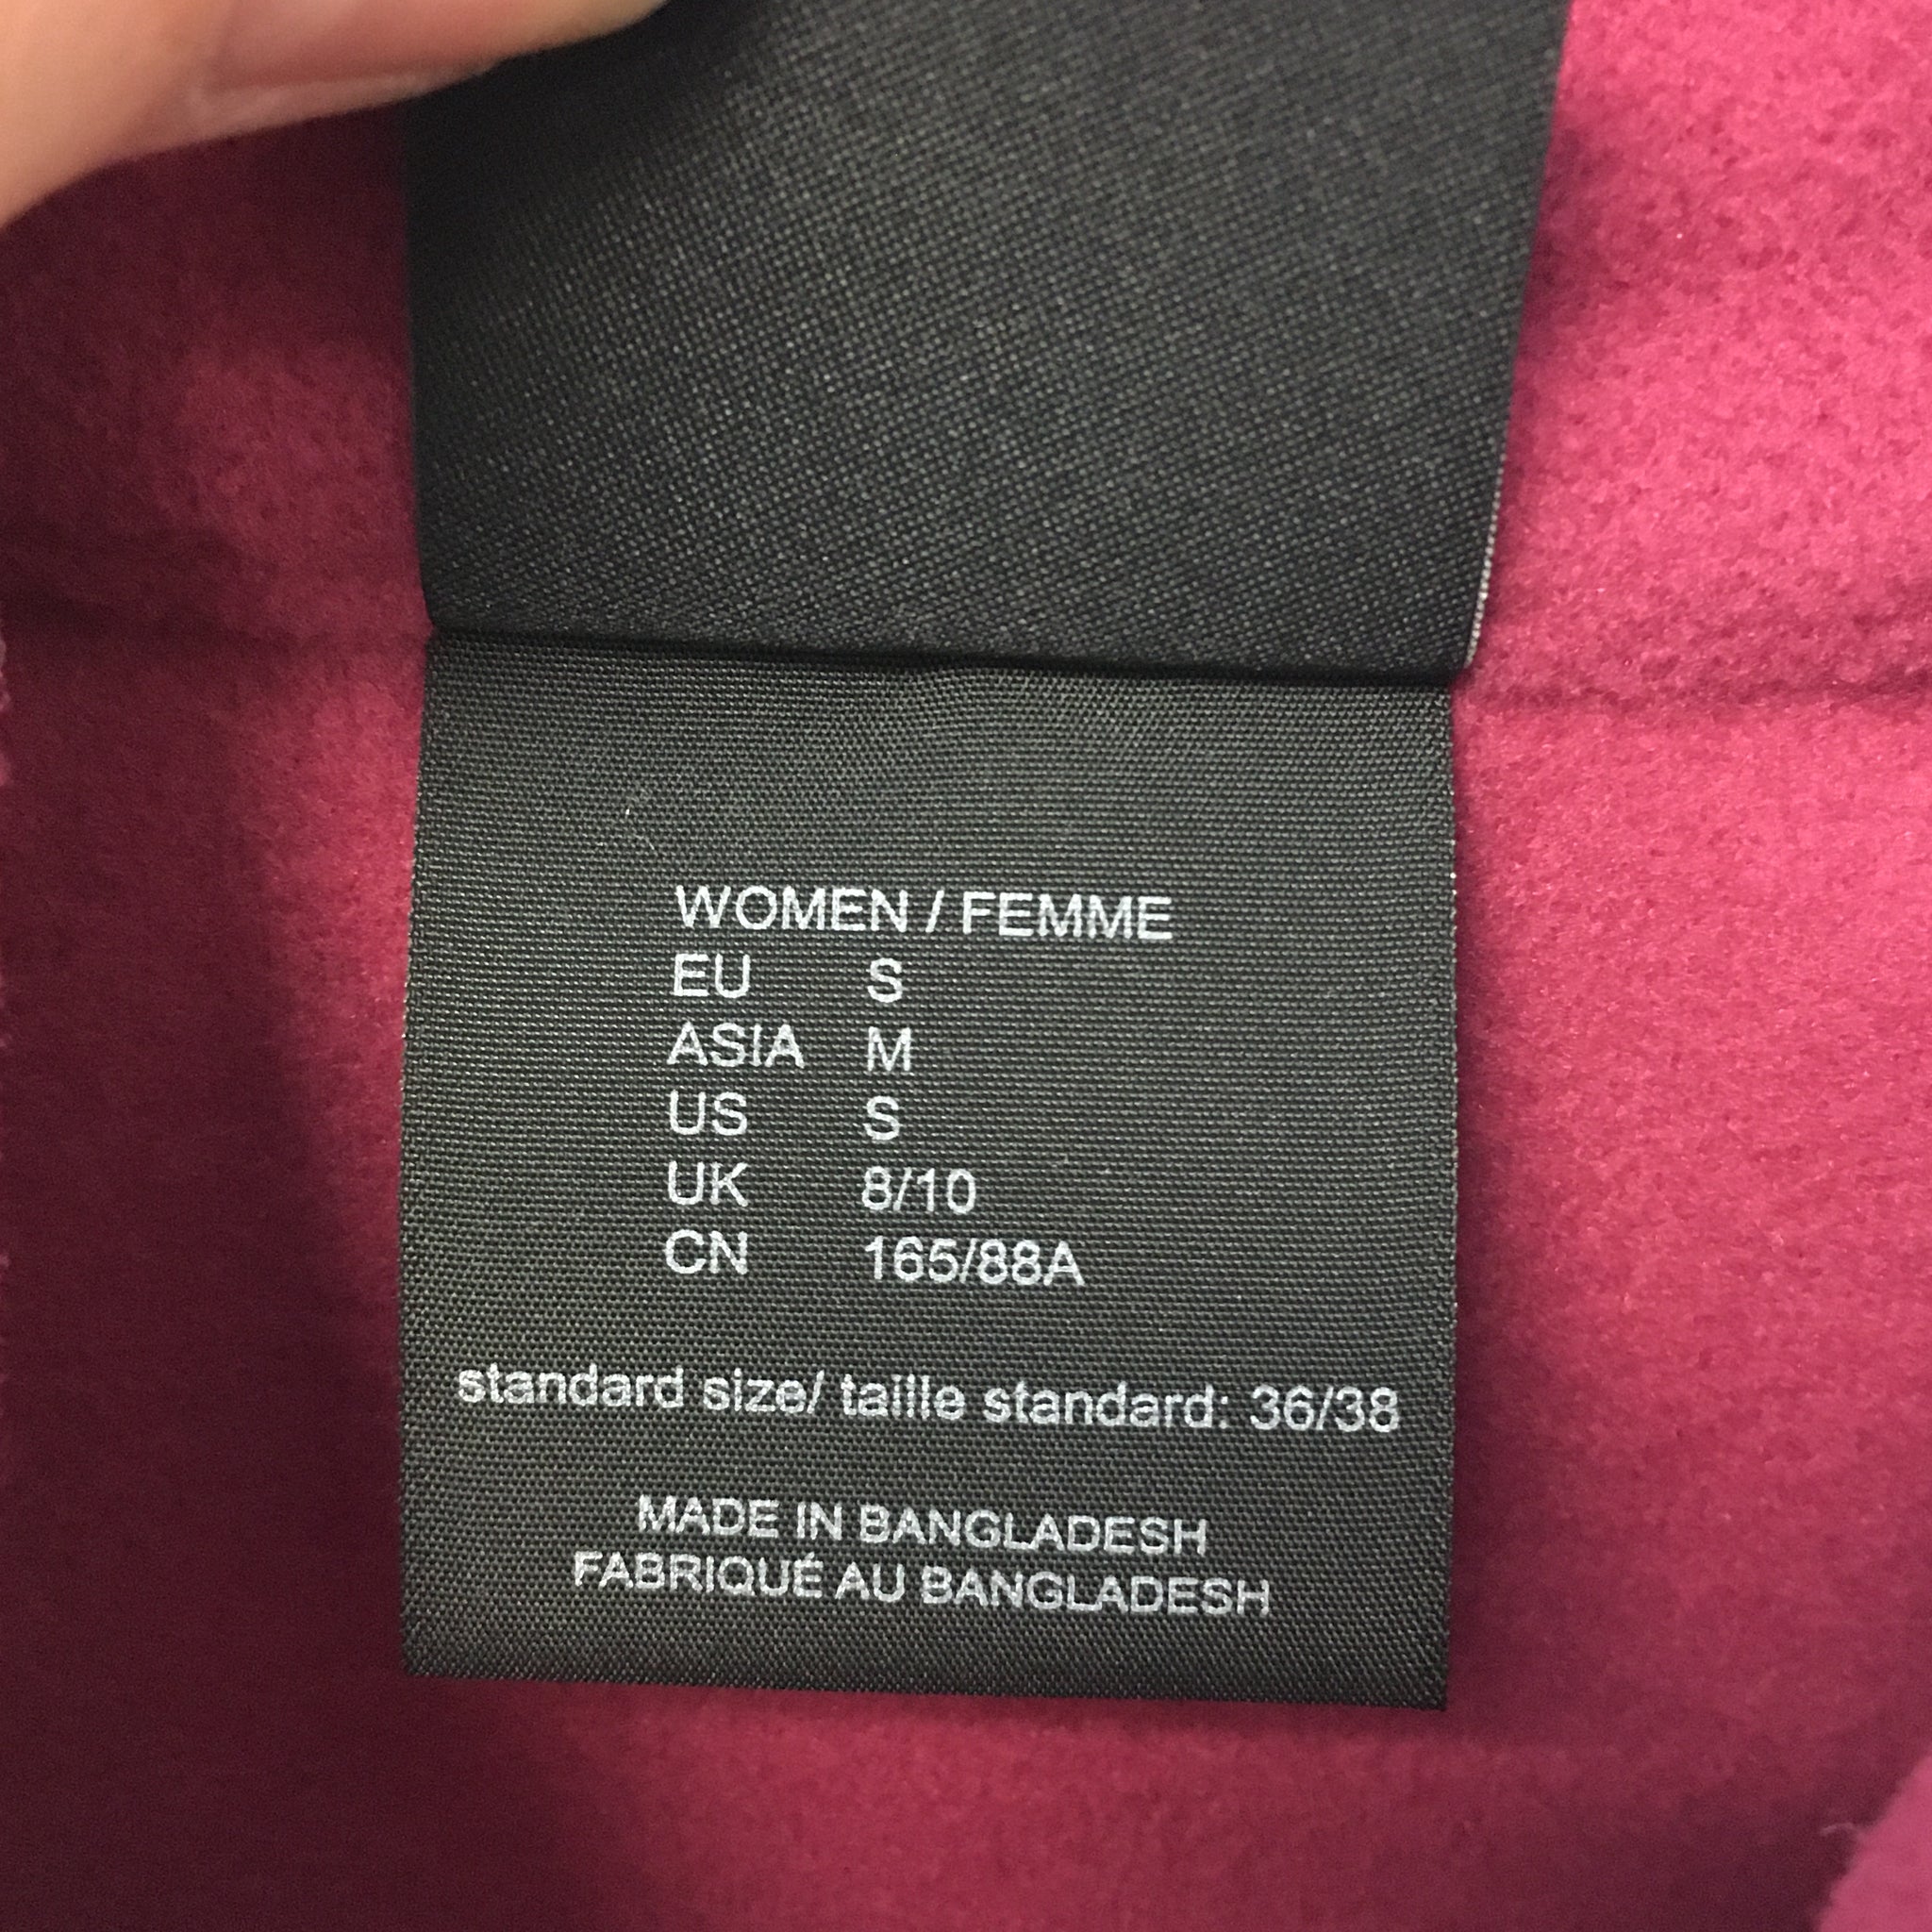 WOMEN / FEMME
EU S
ASIA M
US S
UK 8/10
CN 165/88A
standard size/ taille standard: 36/38
MADE IN BANGLADESH
FABRIQUÉ AU BANGLADESH